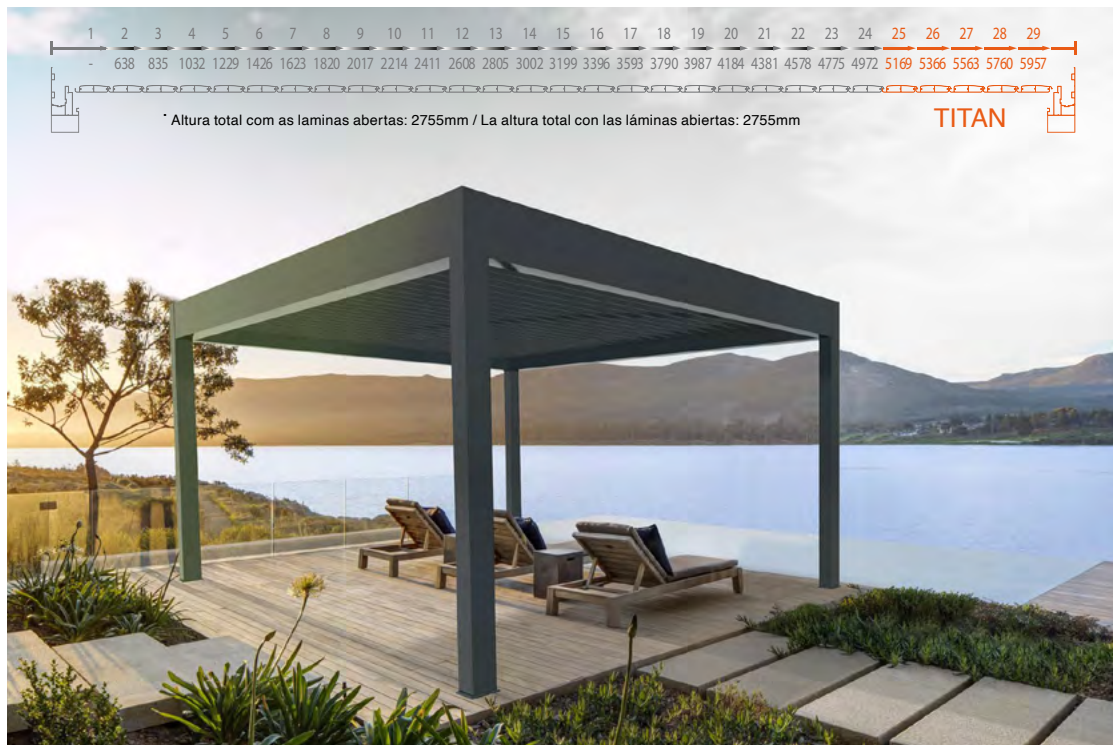 1 2 3 4 5 6 7 8 9 10 11 12 13 14 15 16 17 18 19 20 21 22 23 24 25 26 27 28 29
- 638 835 1032 1229 1426 1623 1820 2017 2214 2411 2608 2805 3002 3199 3396 3593 3790 3987 4184 4381 4578 4775 4972 5169 5366 5563 5760 5957
* Altura total com as laminas abertas: 2755mm / La altura total con las láminas abiertas: 2755mm
TITAN